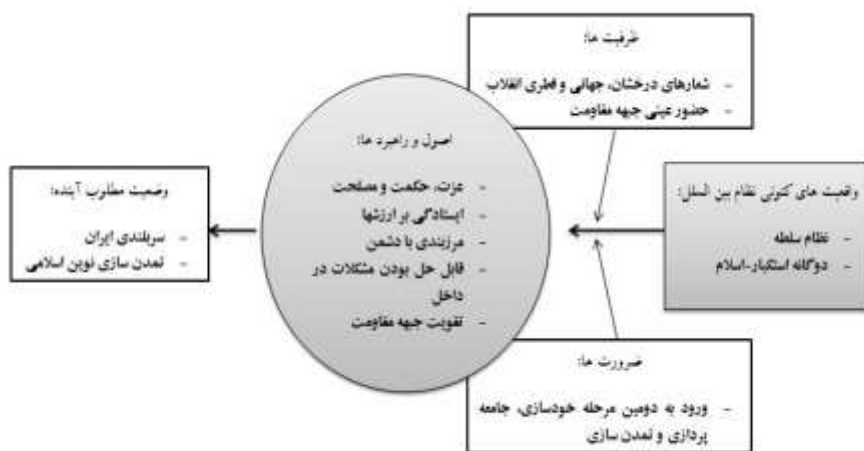 ظرفیت ها:
- شعارهای درخشان، جهانی و فطری انقلاب
- حضور عینی جبهه مقاومت
وقعیت های کنونی نظام بین الملل:
- نظام سلطه
- دوگانه استکبار-اسلام
ضرورت ها:
- ورود به دومین مرحله خودسازی، جامعه
پردازی و تمدن سازی
اصول و راهبرد ها:
- عزت، حکمت و مصلحت
- ایستادگی بر ارزشها
- مرزبندی با دشمن
- قابل حل بودن مشکلات در
داخل
- تقویت جبهه مقاومت
وضعیت مطلوب آینده:
- سربلندی ایران
- تمدن سازی نوین اسلامی